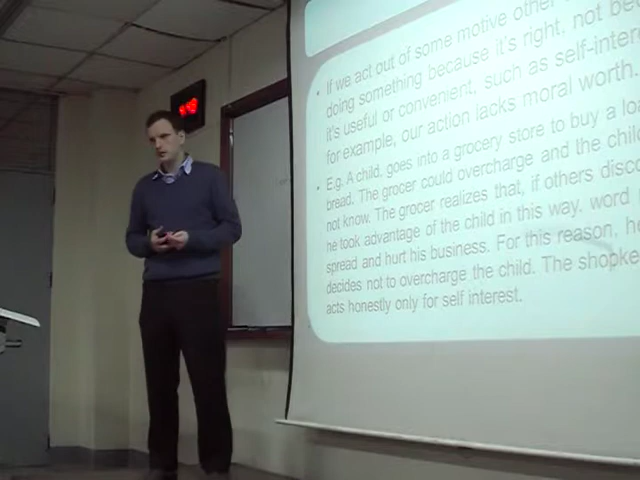 If we act out of some motive other
doing something because it's right, not be
it's useful or convenient, such as self-inter
for example, our action lacks moral worth.
E.g. A child, goes into a grocery store to buy a lo
bread. The grocer could overcharge and the chil
not know. The grocer realizes that, if others disc
he took advantage of the child in this way, word
spread and hurt his business. For this reason, he
decides not to overcharge the child. The shopke
acts honestly only for self interest.